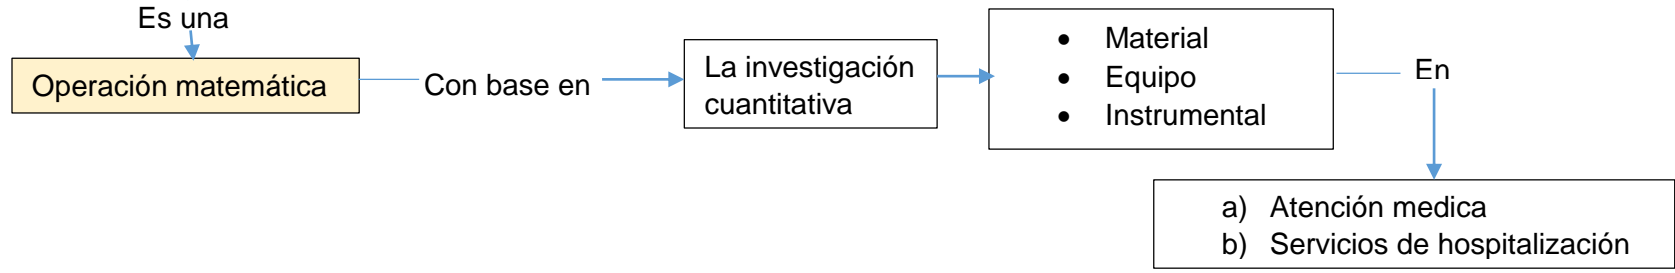 Es una
Operación matemática
Con base en
La investigación
cuantitativa
• Material
• Equipo
• Instrumental
En
a) Atención medica
b) Servicios de hospitalización